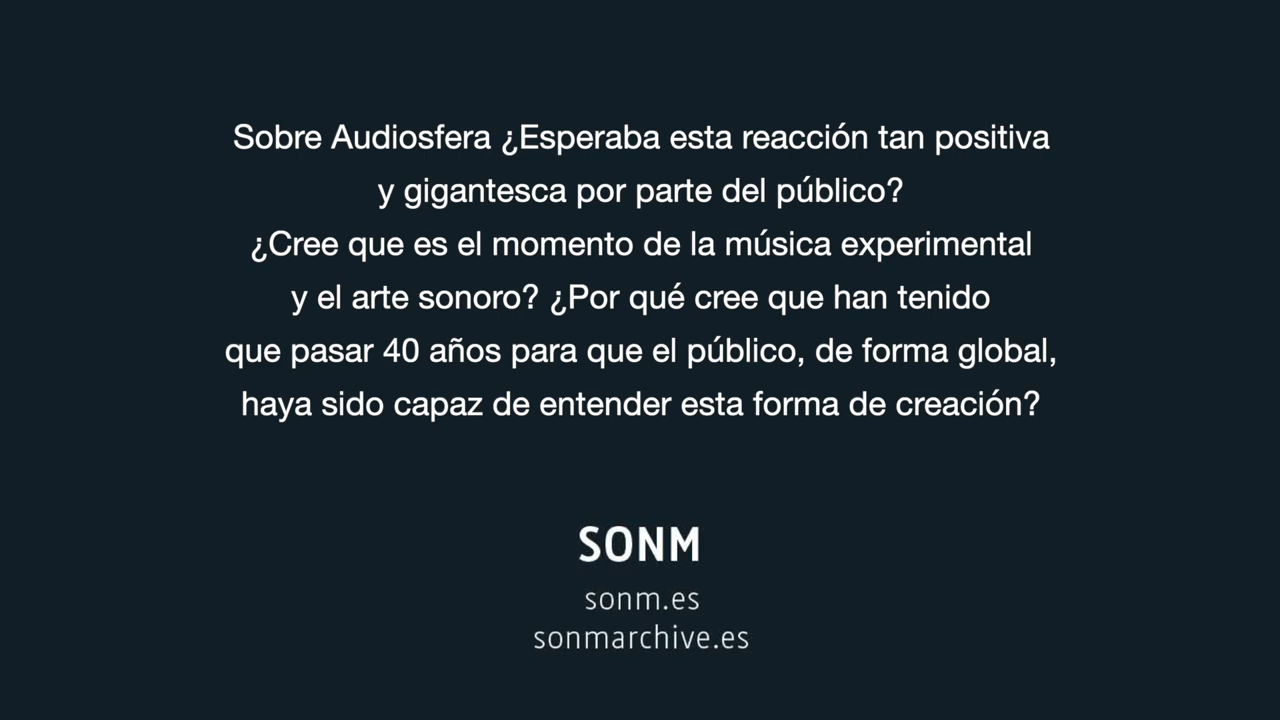 Sobre Audiosfera ¿Esperaba esta reacción tan positiva
y gigantesca por parte del público?
¿Cree que es el momento de la música experimental
y el arte sonoro? ¿Por qué cree que han tenido
que pasar 40 años para que el público, de forma global,
haya sido capaz de entender esta forma de creación?
SONM
sonm.es
sonmarchive.es